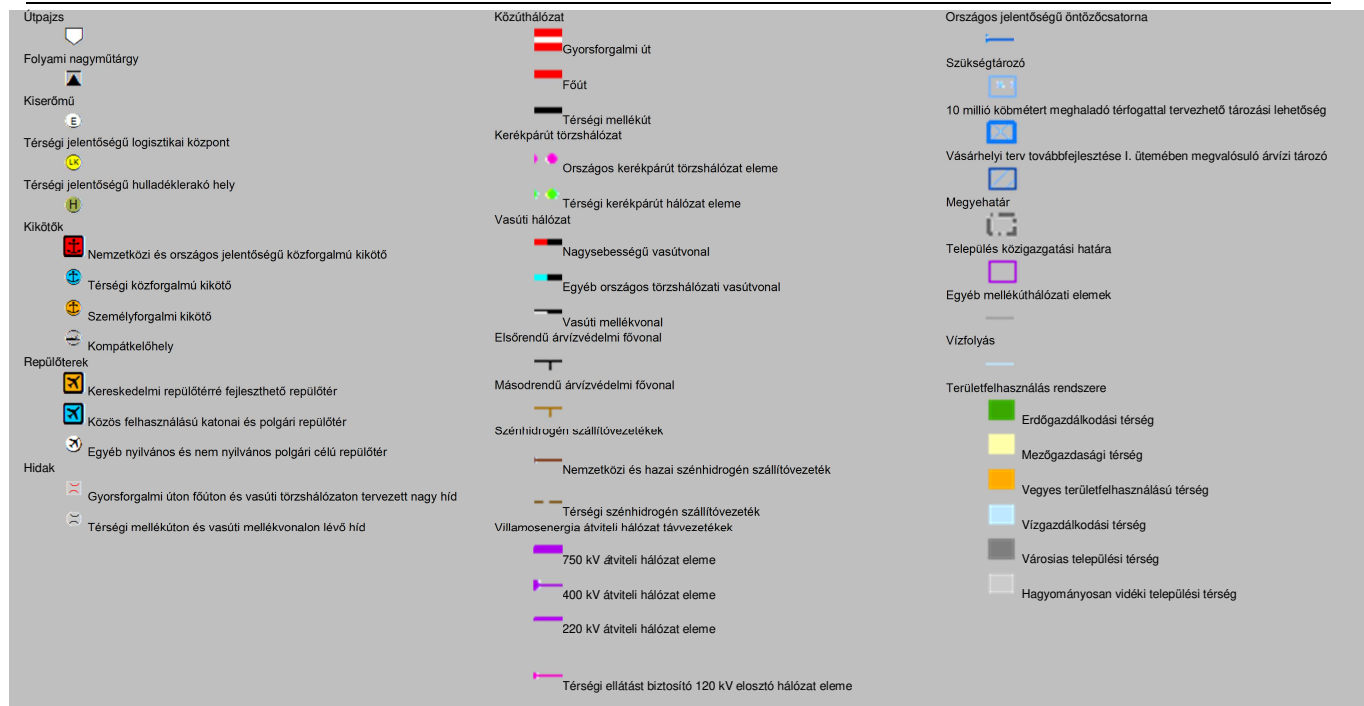 Útpajzs
Folyami nagyműtárgy
Kiserőmű
E
Térségi jelentőségű logisztikai központ
LK
Térségi jelentőségű hulladéklerakó hely
H
Kikötők
Nemzetközi és országos jelentőségű közforgalmú kikötő
Térségi közforgalmú kikötő
Személyforgalmi kikötő
Kompátkelőhely
Repülőterek
Kereskedelmi repülőtérré fejleszthető repülőtér
Közös felhasználású katonai és polgári repülőtér
Egyéb nyilvános és nem nyilvános polgári célú repülőtér
Hidak
Gyorsforgalmi úton főúton és vasúti törzshálózaton tervezett nagy híd
Térségi mellékúton és vasúti mellékvonalon lévő híd
Közúthálózat
Gyorsforgalmi út
Főút
Térségi mellékút
Kerékpárút törzshálózat
Országos kerékpárút törzshálózat eleme
Térségi kerékpárút hálózat eleme
Vasúti hálózat
Nagysebességű vasútvonal
Egyéb országos törzshálózati vasútvonal
Vasúti mellékvonal
Elsőrendű árvízvédelmi fővonal
Másodrendű árvízvédelmi fővonal
Szénhidrogén szállítóvezetékek
Nemzetközi és hazai szénhidrogén szállítóvezeték
Térségi szénhidrogén szállítóvezeték
Villamosenergia átviteli hálózat távvezetékek
750 kV átviteli hálózat eleme
400 kV átviteli hálózat eleme
220 kV átviteli hálózat eleme
Térségi ellátást biztosító 120 kV elosztó hálózat eleme
Országos jelentőségű öntözőcsatorna
Szükségtározó
10 millió köbmétert meghaladó térfogattal tervezhető tározási lehetőség
Vásárhelyi terv továbbfejlesztése I. ütemében megvalósuló árvízi tározó
Megyehatár
Település közigazgatási határa
Egyéb mellékúthálózati elemek
Vízfolyás
Területfelhasználás rendszere
Erdőgazdálkodási térség
Mezőgazdasági térség
Vegyes területfelhasználású térség
Vízgazdálkodási térség
Városias települési térség
Hagyományosan vidéki települési térség